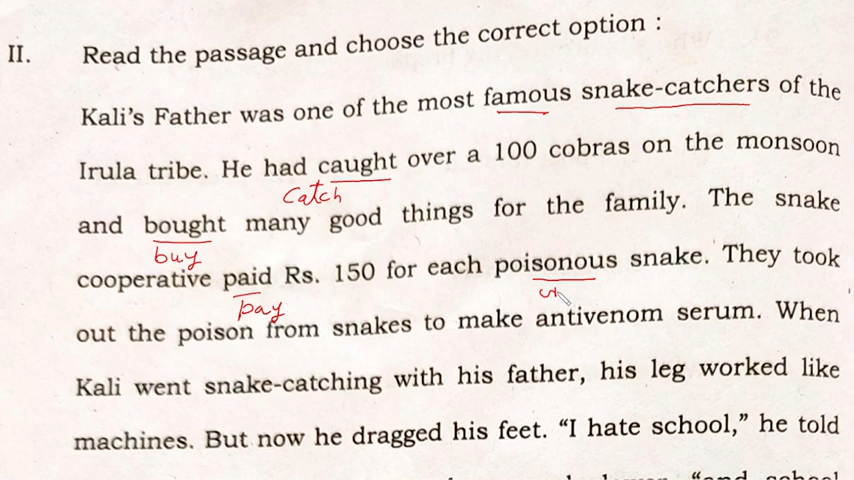 II. Read the passage and choose the correct option :
Kali's Father was one of the most famous snake-catchers of the
Irula tribe. He had caught over a 100 cobras on the monsoon
catch
and bought many good things for the family. The snake
buy
cooperative paid Rs. 150 for each poisonous snake. They took
pay
out the poison from snakes to make antivenom serum. When
Kali went snake-catching with his father, his leg worked like
machines. But now he dragged his feet. “I hate school,” he told
“and school